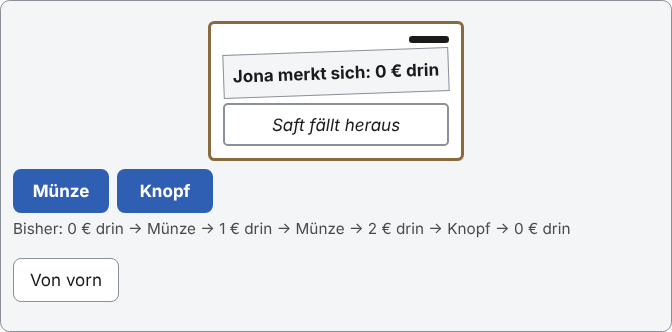 Jona merkt sich: 0 € drin
Saft fällt heraus
Münze Knopf
Bisher: 0 € drin → Münze → 1 € drin → Münze → 2 € drin → Knopf → 0 € drin
Von vorn